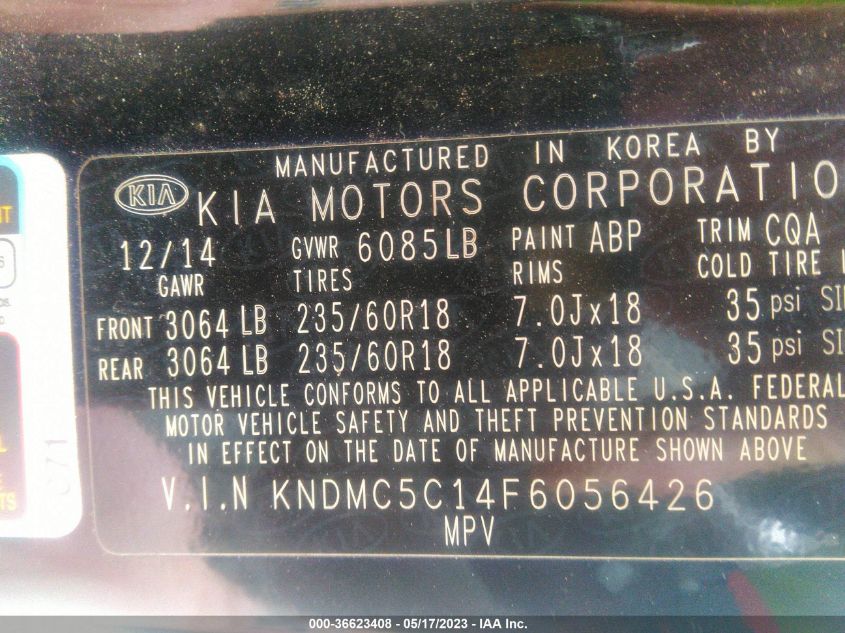 MANUFACTURED IN KOREA BY
KIA KIA MOTORS CORPORATIO
12/14 GVWR 6085LB PAINT ABP TRIM CQA
GAWR TIRES RIMS COLD TIRE
FRONT 3064 LB 235/60R18 7.0Jx18 35 psi
REAR 3064 LB 235/60R18 7.0Jx18 35 psi
THIS VEHICLE CONFORMS TO ALL APPLICABLE U.S.A. FEDERAL
MOTOR VEHICLE SAFETY AND THEFT PREVENTION STANDARDS
IN EFFECT ON THE DATE OF MANUFACTURE SHOWN ABOVE
V.I.N KNDMC5C14F6056426
MPV
000-36623408 - 05/17/2023 - IAA Inc.